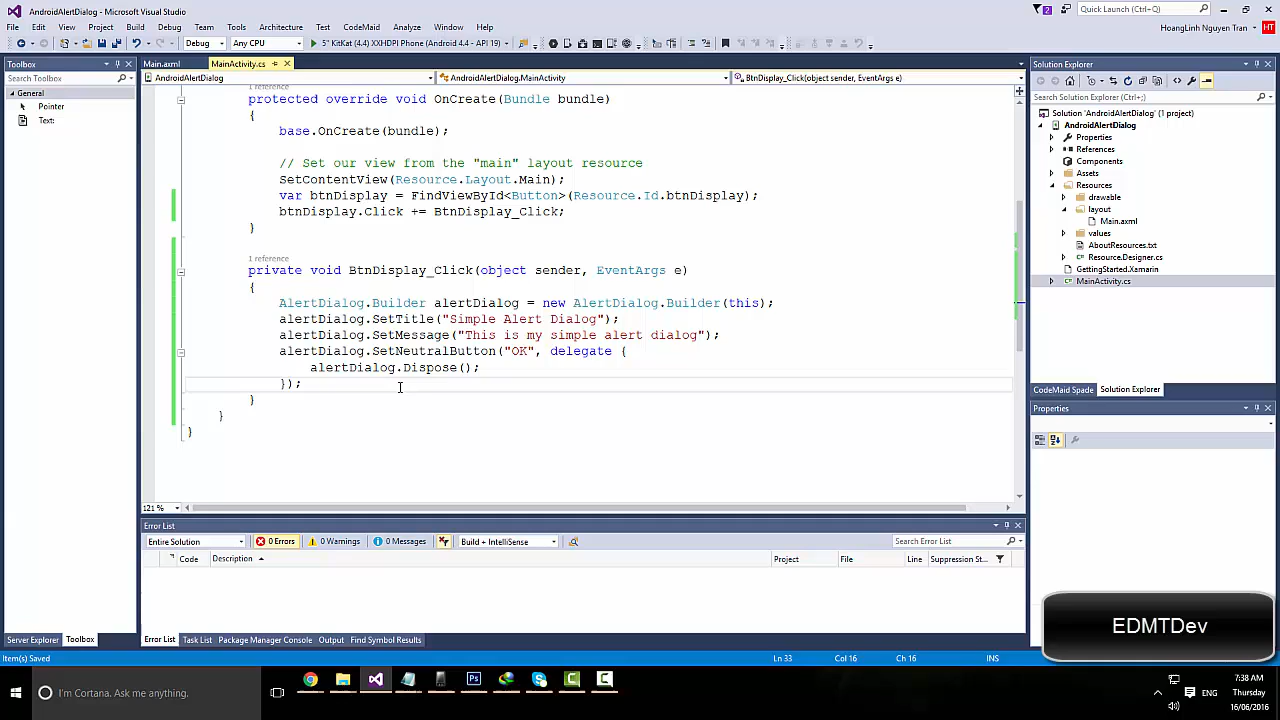 AndroidAlertDialog - Microsoft Visual Studio
2
Quick Launch (Ctrl+Q)
File Edit View Project Build Debug Team Tools Architecture Test CodeMaid Analyze Window Help
HoangLinh Nguyen Tran HT
Debug Any CPU 5" KitKat (4.4) XXHDPI Phone (Android 4.4 - API 19)
Toolbox
Search Toolbox
General
Pointer
Text:
Main.axml MainActivity.cs
AndroidAlertDialog AndroidAlertDialog.MainActivity BtnDisplay_Click(object sender, EventArgs e)
1 reference
protected override void OnCreate(Bundle bundle)
{
base.OnCreate(bundle);
// Set our view from the "main" layout resource
SetContentView(Resource.Layout.Main);
var btnDisplay = FindViewById<Button>(Resource.Id.btnDisplay);
btnDisplay.Click += BtnDisplay_Click;
}
1 reference
private void BtnDisplay_Click(object sender, EventArgs e)
{
AlertDialog.Builder alertDialog = new AlertDialog.Builder(this);
alertDialog.SetTitle("Simple Alert Dialog");
alertDialog.SetMessage("This is my simple alert dialog");
alertDialog.SetNeutralButton("OK", delegate {
alertDialog.Dispose();
});
}
}
}
121 %
Solution Explorer
Search Solution Explorer (Ctrl+;)
Solution 'AndroidAlertDialog' (1 project)
AndroidAlertDialog
Properties
References
Components
Assets
Resources
drawable
layout
Main.axml
values
AboutResources.txt
Resource.Designer.cs
GettingStarted.Xamarin
MainActivity.cs
CodeMaid Spade Solution Explorer
Properties
Error List
Entire Solution 0 Errors 0 Warnings 0 Messages Build + IntelliSense Search Error List
Code Description Project File Line Suppression St...
EDMTDev
Server Explorer Toolbox
Error List Task List Package Manager Console Output Find Symbol Results
Item(s) Saved Ln 33 Col 16 Ch 16 INS
I'm Cortana. Ask me anything.
Ps
ENG
7:38 AM
Thursday
16/06/2016